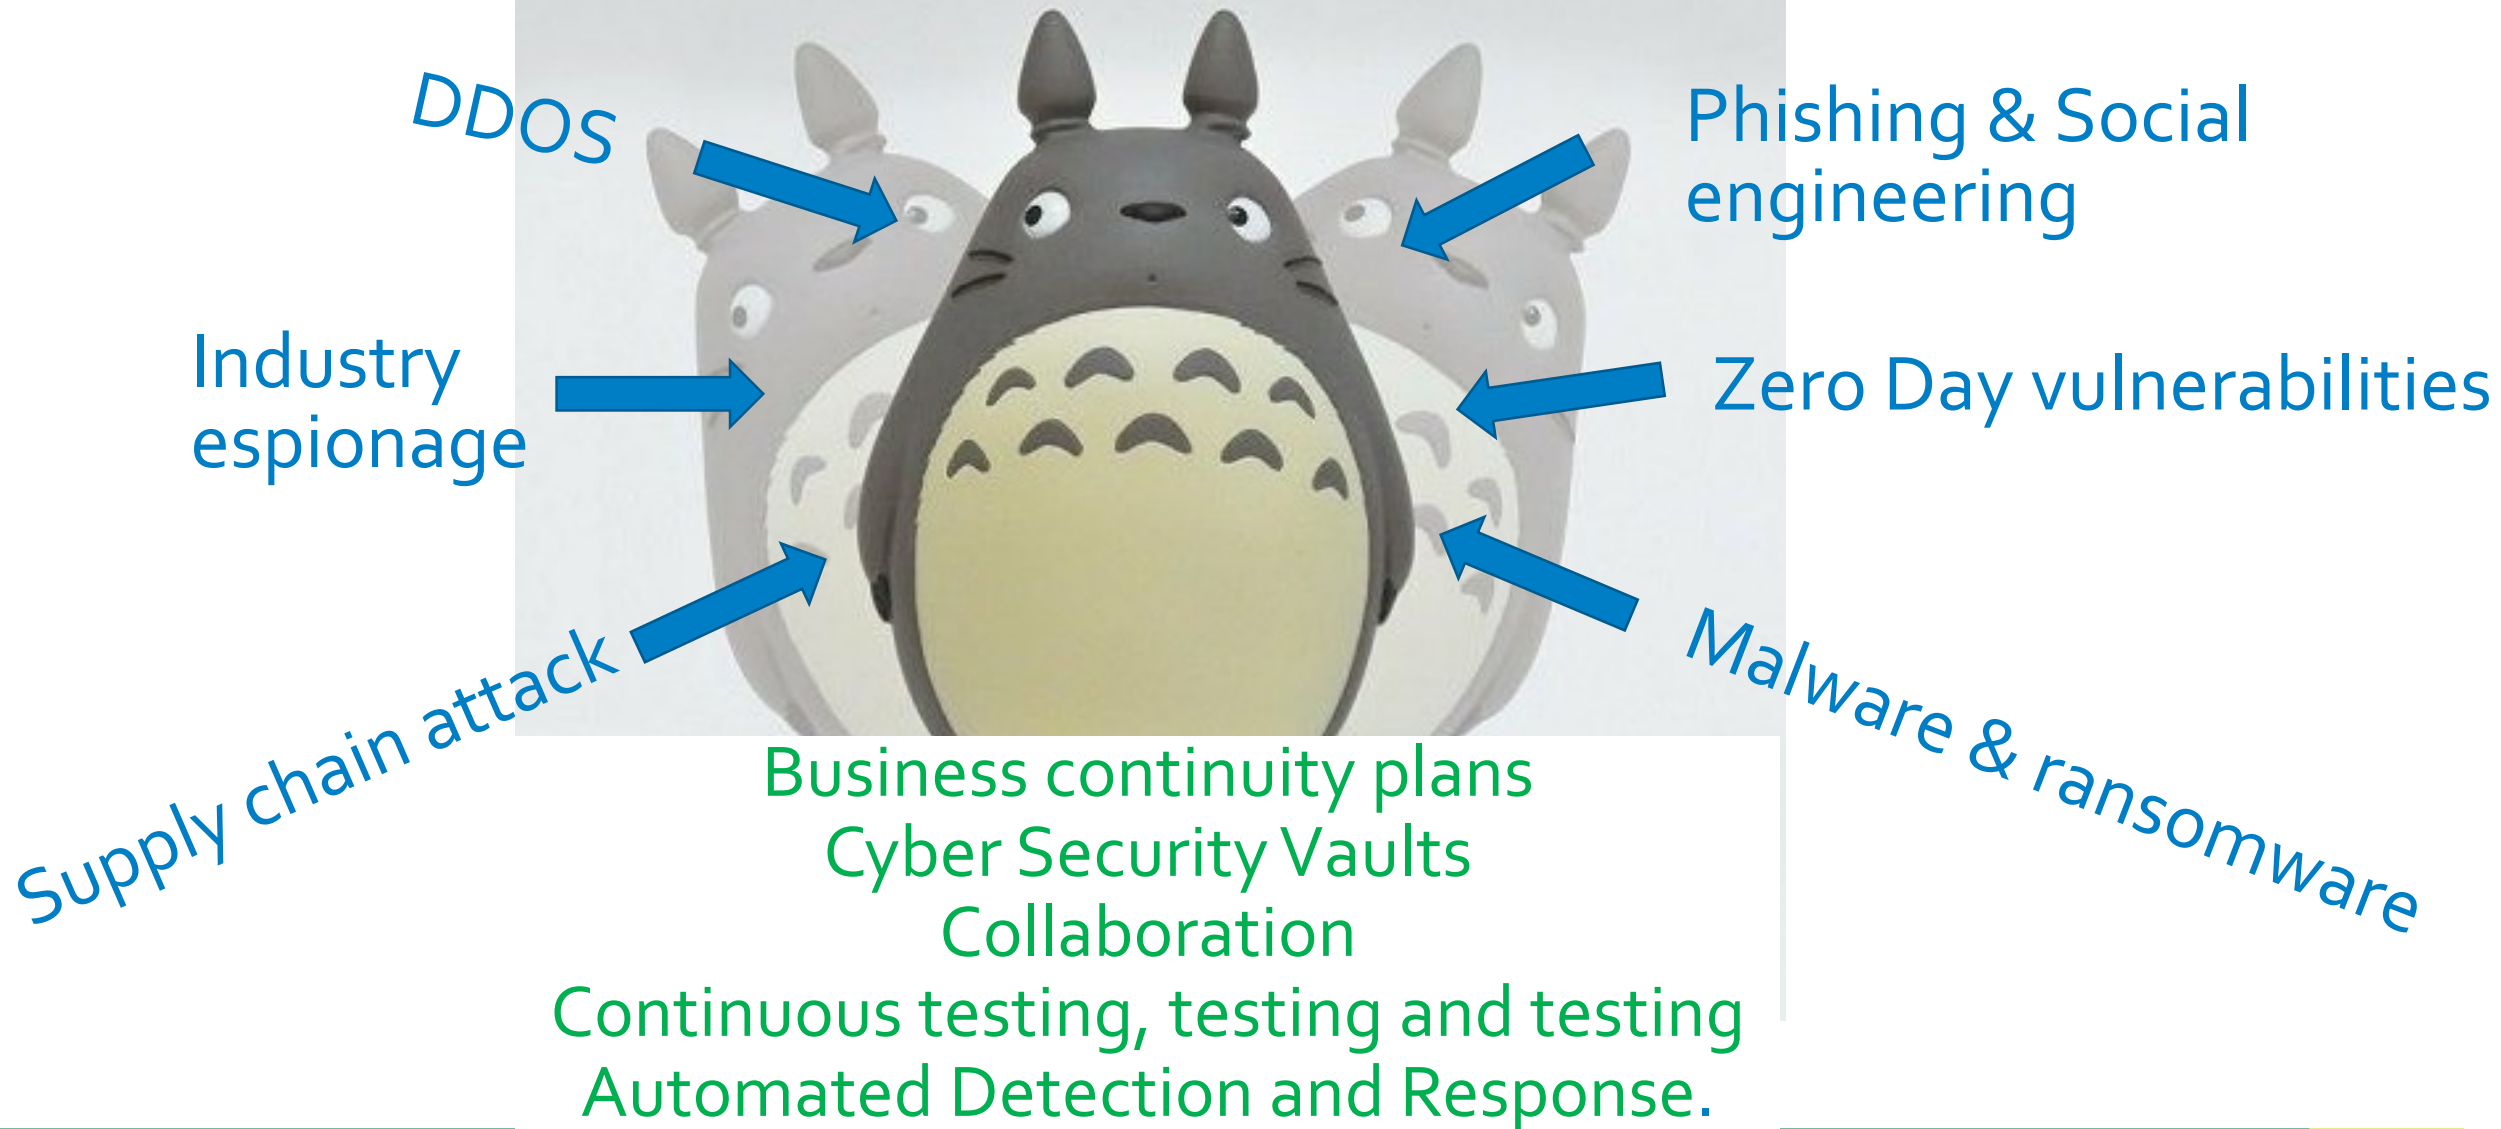 DDOS
Phishing & Social
engineering
Industry
espionage
Zero Day vulnerabilities
Supply chain attack
Malware & ransomware
Business continuity plans
Cyber Security Vaults
Collaboration
Continuous testing, testing and testing
Automated Detection and Response.